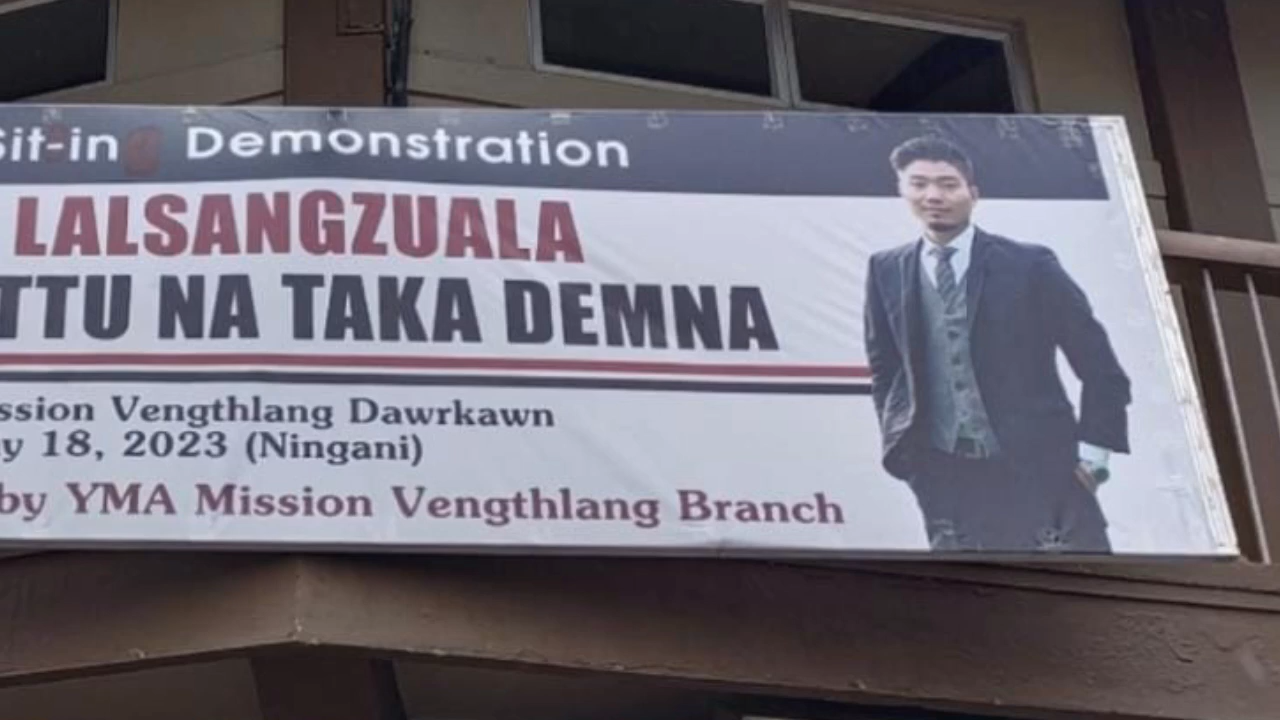 Sit-in Demonstration
LALSANGZUALA
TTU NA TAKA DEMNA
ssion Vengthlang Dawrkawn
y 18, 2023 (Ningani)
by YMA Mission Vengthlang Branch